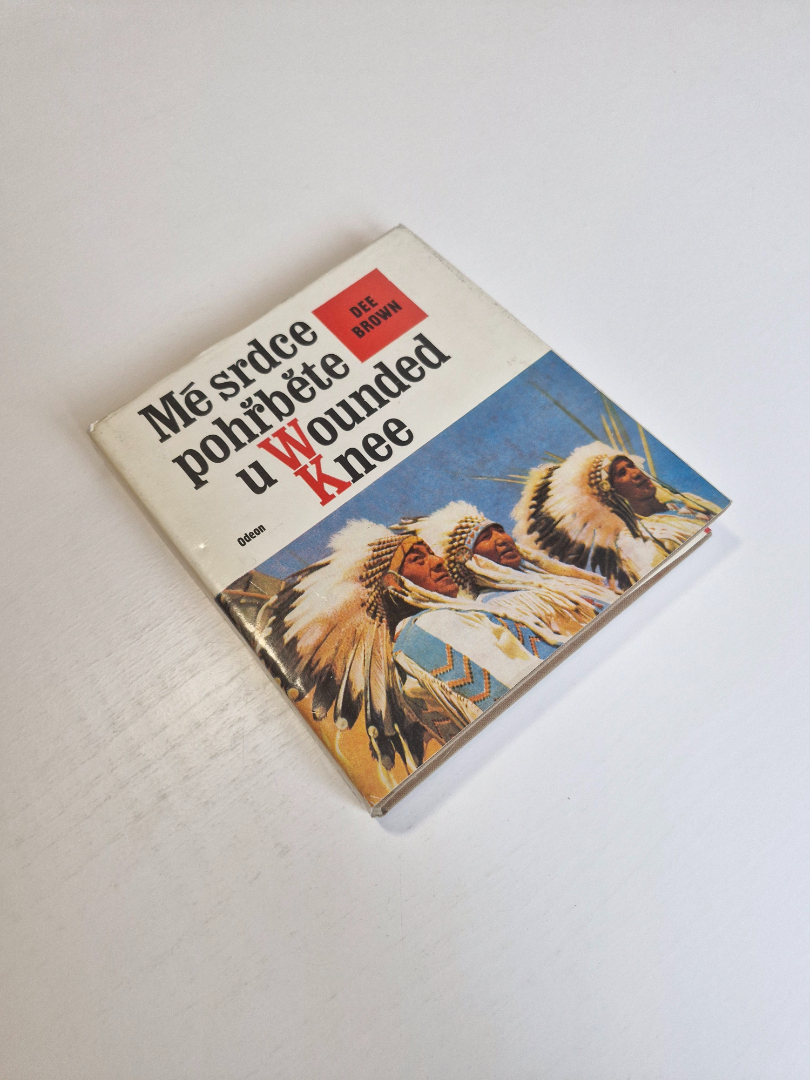 DEE
BROWN
Mé srdce
pohřběte
u Wounded
Knee
Odeon